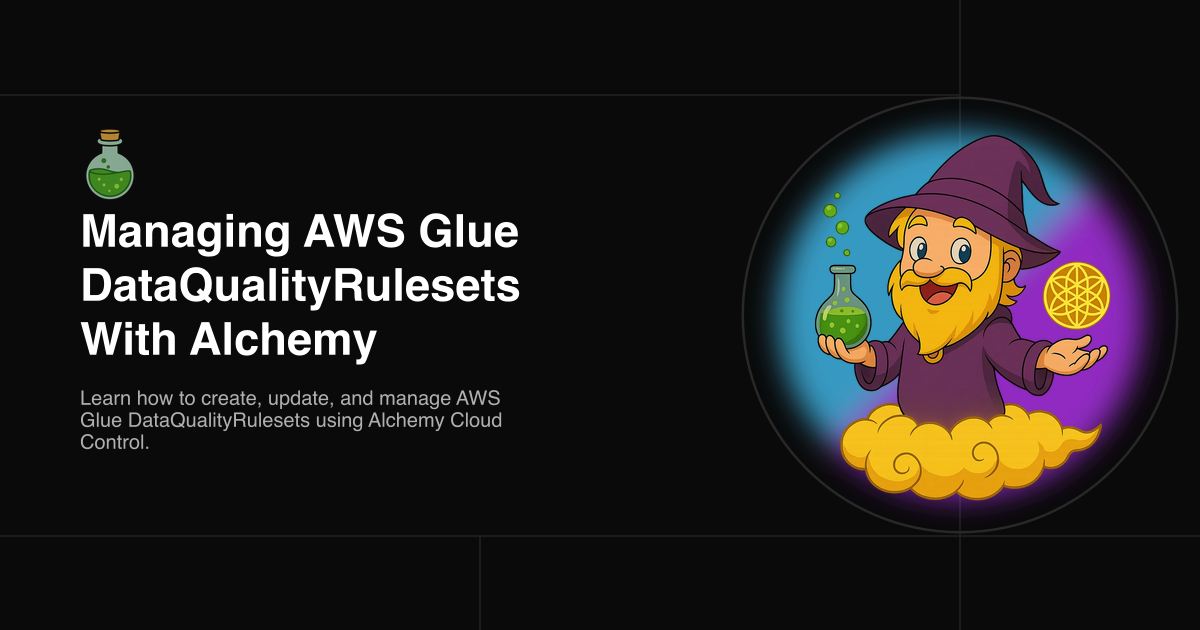 Managing AWS Glue
DataQualityRulesets
With Alchemy
Learn how to create, update, and manage AWS
Glue DataQualityRulesets using Alchemy Cloud
Control.